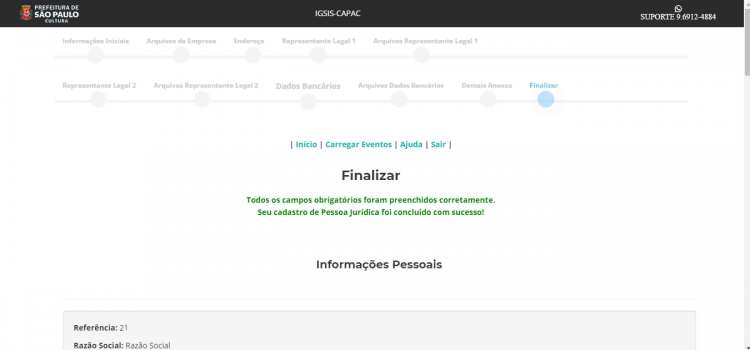 PREFEITURA DE
SÃO PAULO
CULTURA
IGSIS-CAPAC
SUPORTE 9.6912-4884
Informações Iniciais
Arquivos da Empresa
Endereço
Representante Legal 1
Arquivos Representante Legal 1
Representante Legal 2
Arquivos Representante Legal 2
Dados Bancários
Arquivos Dados Bancários
Demais Anexos
Finalizar
| Início | Carregar Eventos | Ajuda | Sair |
Finalizar
Todos os campos obrigatórios foram preenchidos corretamente.
Seu cadastro de Pessoa Jurídica foi concluído com sucesso!
Informações Pessoais
Referência: 21
Razão Social: Razão Social